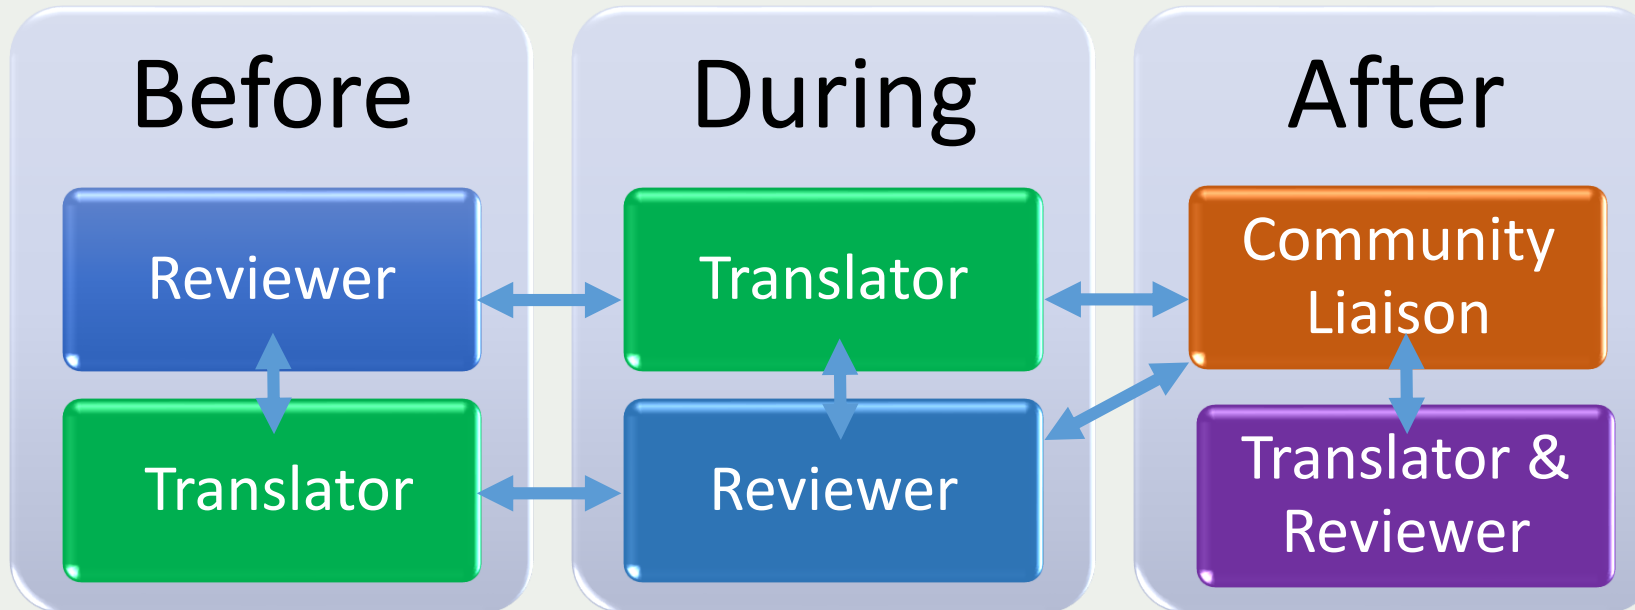 Before
Reviewer
Translator
During
Translator
Reviewer
After
Community
Liaison
Translator &
Reviewer